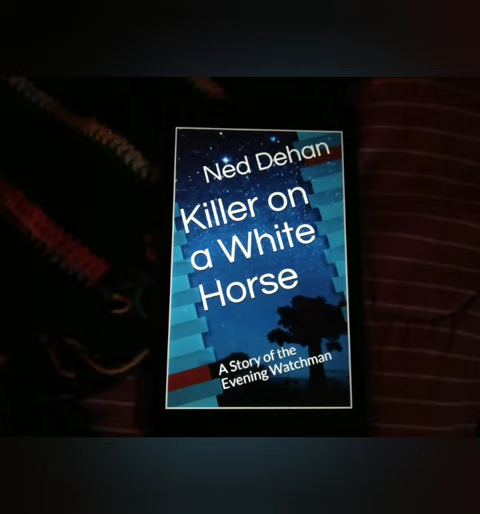 Ned Dehan
Killer on
a White
Horse
A Story of the
Evening Watchman